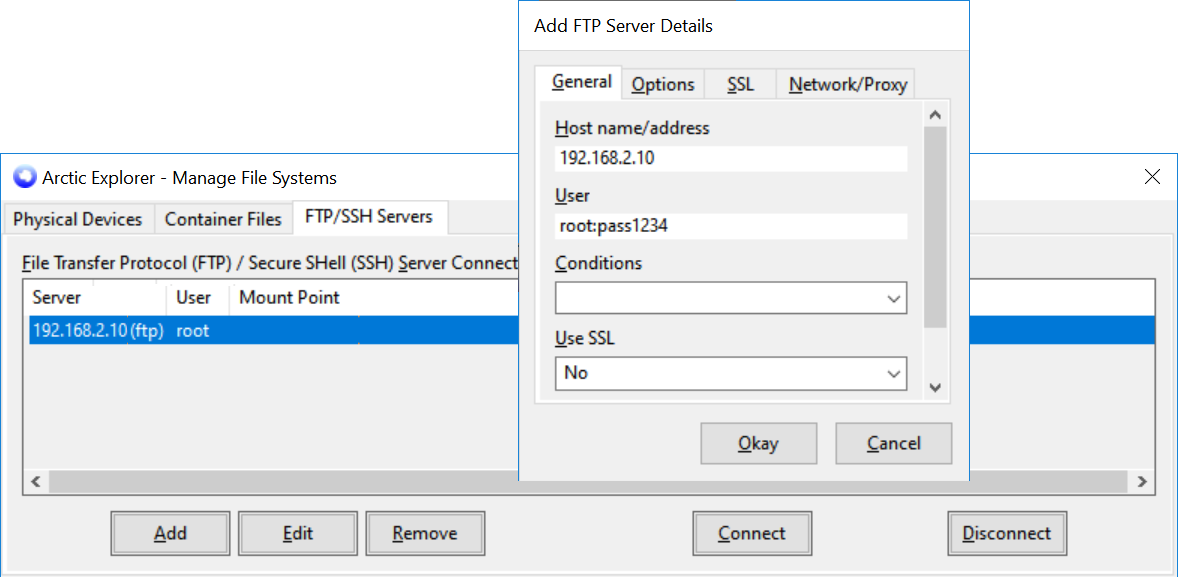 Add FTP Server Details
General Options SSL Network/Proxy
Host name/address
192.168.2.10
User
root:pass1234
Conditions
Use SSL
No
Okay Cancel
Arctic Explorer - Manage File Systems
Physical Devices Container Files FTP/SSH Servers
File Transfer Protocol (FTP) / Secure SHell (SSH) Server Connect
Server User Mount Point
192.168.2.10 (ftp) root
Add Edit Remove Connect Disconnect